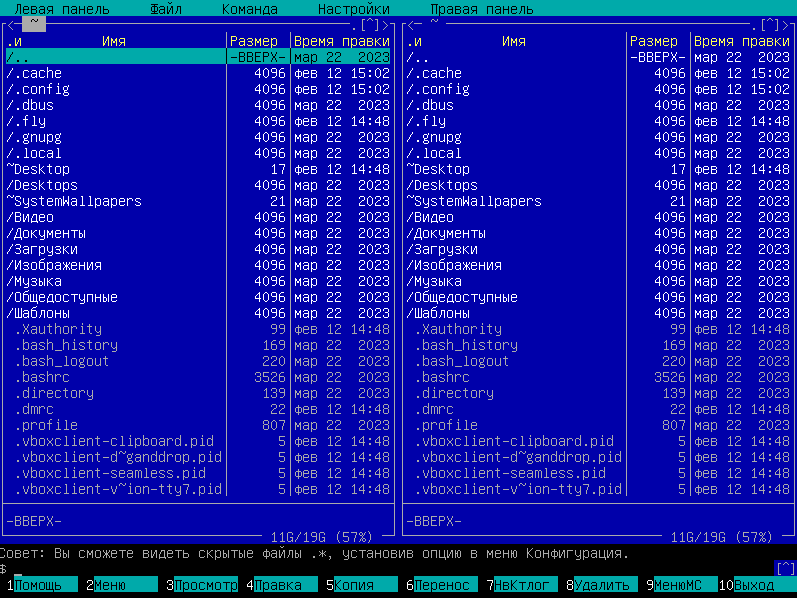 Левая панель Файл Команда Настройки Правая панель
<─ ~ .[^]> <─ ~ .[^]>
.и Имя Размер Время правки .и Имя Размер Время правки
/.. -ВВЕРХ- мар 22 2023 /.. -ВВЕРХ- мар 22 2023
/.cache 4096 фев 12 15:02 /.cache 4096 фев 12 15:02
/.config 4096 фев 12 15:02 /.config 4096 фев 12 15:02
/.dbus 4096 мар 22 2023 /.dbus 4096 мар 22 2023
/.fly 4096 фев 12 14:48 /.fly 4096 фев 12 14:48
/.gnupg 4096 мар 22 2023 /.gnupg 4096 мар 22 2023
/.local 4096 мар 22 2023 /.local 4096 мар 22 2023
~Desktop 17 фев 12 14:48 ~Desktop 17 фев 12 14:48
/Desktops 4096 мар 22 2023 /Desktops 4096 мар 22 2023
~SystemWallpapers 21 мар 22 2023 ~SystemWallpapers 21 мар 22 2023
/Видео 4096 мар 22 2023 /Видео 4096 мар 22 2023
/Документы 4096 мар 22 2023 /Документы 4096 мар 22 2023
/Загрузки 4096 мар 22 2023 /Загрузки 4096 мар 22 2023
/Изображения 4096 мар 22 2023 /Изображения 4096 мар 22 2023
/Музыка 4096 мар 22 2023 /Музыка 4096 мар 22 2023
/Общедоступные 4096 мар 22 2023 /Общедоступные 4096 мар 22 2023
/Шаблоны 4096 мар 22 2023 /Шаблоны 4096 мар 22 2023
.Xauthority 99 фев 12 14:48 .Xauthority 99 фев 12 14:48
.bash_history 169 мар 22 2023 .bash_history 169 мар 22 2023
.bash_logout 220 мар 22 2023 .bash_logout 220 мар 22 2023
.bashrc 3526 мар 22 2023 .bashrc 3526 мар 22 2023
.directory 139 мар 22 2023 .directory 139 мар 22 2023
.dmrc 22 фев 12 14:48 .dmrc 22 фев 12 14:48
.profile 807 мар 22 2023 .profile 807 мар 22 2023
.vboxclient-clipboard.pid 5 фев 12 14:48 .vboxclient-clipboard.pid 5 фев 12 14:48
.vboxclient-d~ganddrop.pid 5 фев 12 14:48 .vboxclient-d~ganddrop.pid 5 фев 12 14:48
.vboxclient-seamless.pid 5 фев 12 14:48 .vboxclient-seamless.pid 5 фев 12 14:48
.vboxclient-v~ion-tty7.pid 5 фев 12 14:48 .vboxclient-v~ion-tty7.pid 5 фев 12 14:48
-ВВЕРХ- -ВВЕРХ-
11G/19G (57%) 11G/19G (57%)
Совет: Вы сможете видеть скрытые файлы .*, установив опцию в меню Конфигурация.
$ _ [^]
1Помощь 2Меню 3Просмотр 4Правка 5Копия 6Перенос 7НвКтлог 8Удалить 9МенюМС 10Выход